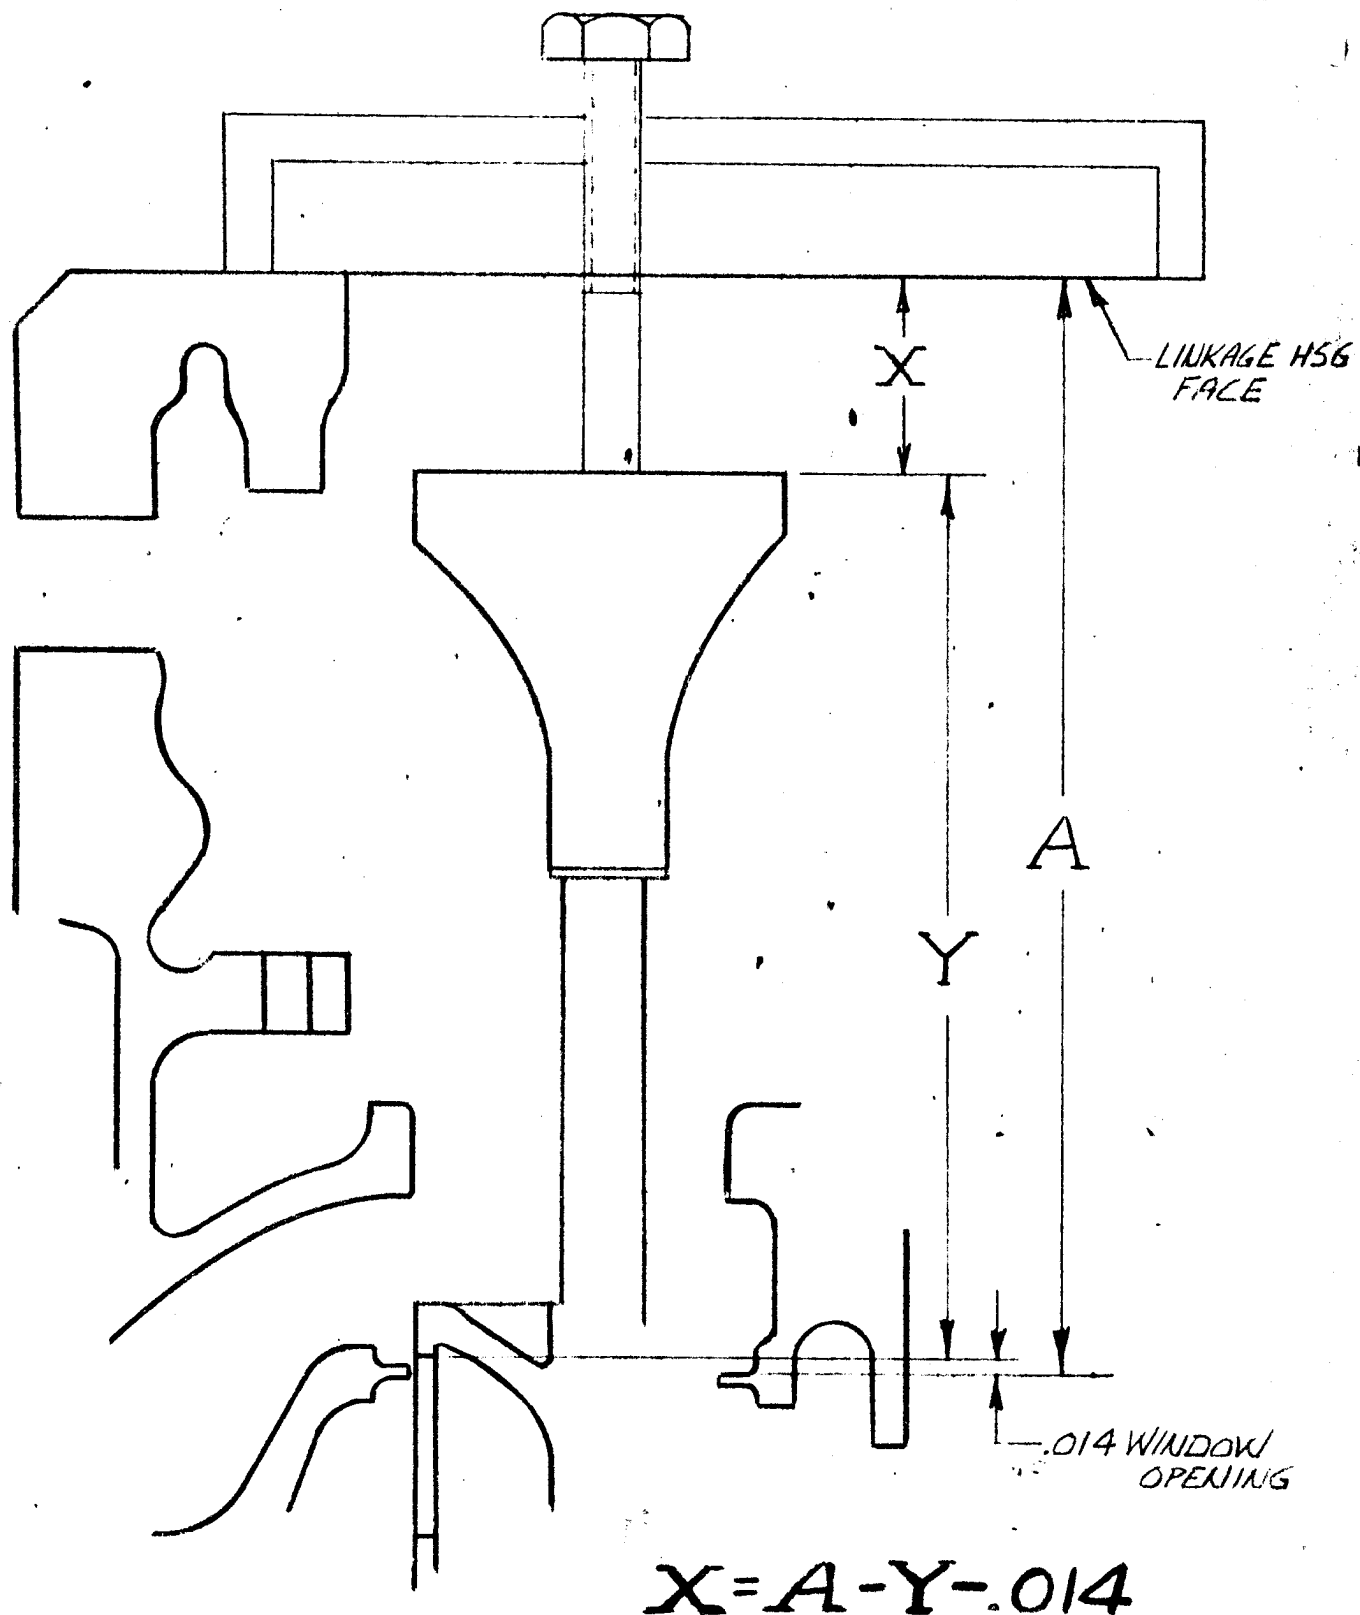 X
LINKAGE HSG
FACE
A
Y
.014 WINDOW
OPENING
X=A-Y-.014